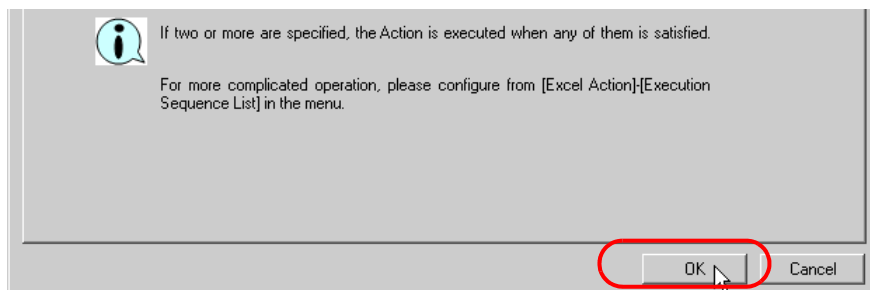 If two or more are specified, the Action is executed when any of them is satisfied.
For more complicated operation, please configure from [Excel Action]-[Execution
Sequence List] in the menu.
OK
Cancel